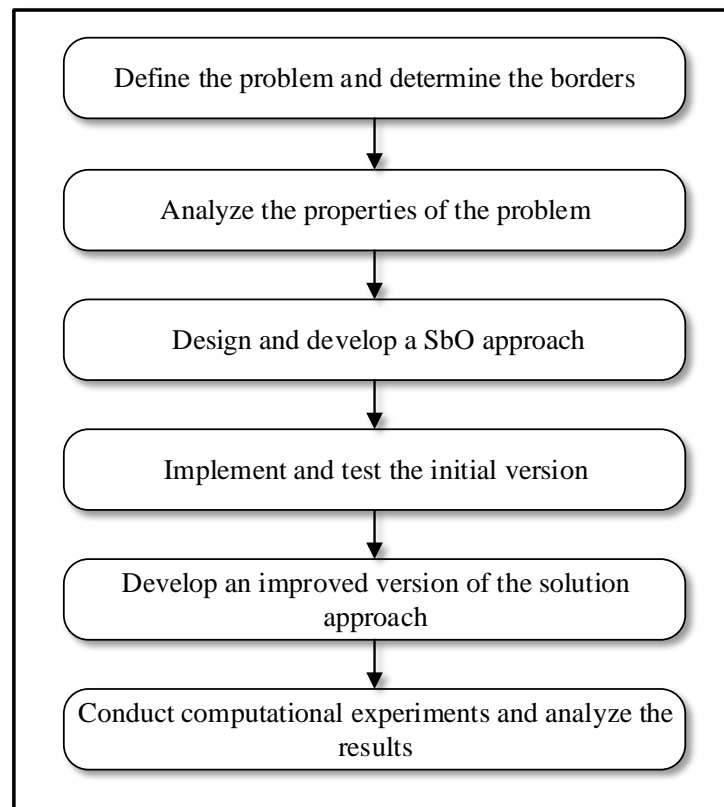 Define the problem and determine the borders
Analyze the properties of the problem
Design and develop a SbO approach
Implement and test the initial version
Develop an improved version of the solution
approach
Conduct computational experiments and analyze the
results